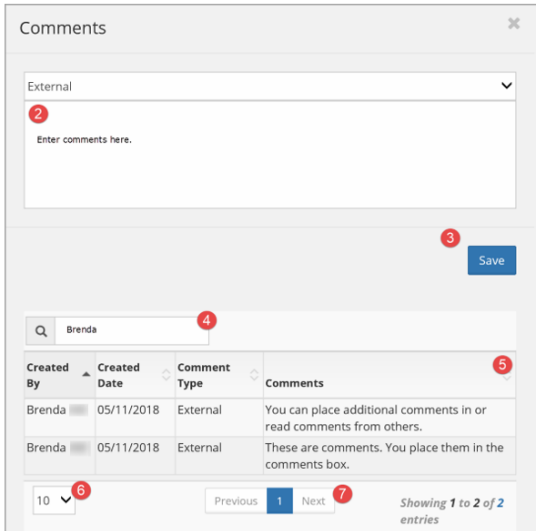 Comments ×
External
2
Enter comments here.
3
Save
Brenda
4
Created By Created Date Comment Type Comments
5
Brenda 05/11/2018 External You can place additional comments in or
read comments from others.
Brenda 05/11/2018 External These are comments. You place them in the
comments box.
10
6
Previous 1 Next
7
Showing 1 to 2 of 2
entries